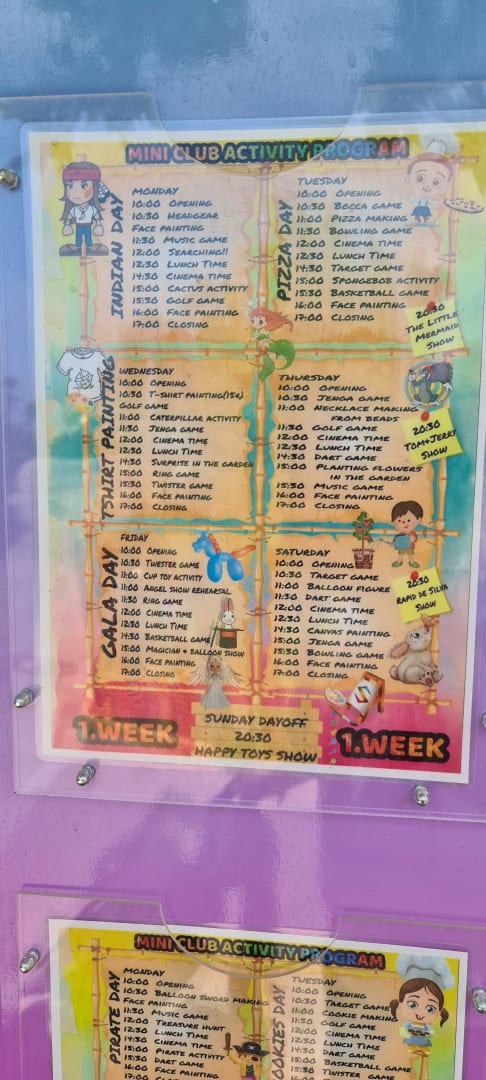 MINI CLUB ACTIVITY PROGRAM
INDIAN DAY
MONDAY
10:00 OPENING
10:30 HEADGEAR
FACE PAINTING
11:30 MUSIC GAME
12:00 SEARCHING!!
12:30 LUNCH TIME
14:30 CINEMA TIME
15:00 CACTUS ACTIVITY
15:30 GOLF GAME
16:00 FACE PAINTING
17:00 CLOSING
PIZZA DAY
TUESDAY
10:00 OPENING
10:30 BOCCA GAME
11:00 PIZZA MAKING
11:30 BOWLING GAME
12:00 CINEMA TIME
12:30 LUNCH TIME
14:30 TARGET GAME
15:00 SPONGEBOB ACTIVITY
15:30 BASKETBALL GAME
16:00 FACE PAINTING
17:00 CLOSING
20:30
THE LITTLE
MERMAID
SHOW
TSHIRT PAINTING
WEDNESDAY
10:00 OPENING
10:30 T-SHIRT PAINTING(15€)
GOLF GAME
11:00 CATERPILLAR ACTIVITY
11:30 JENGA GAME
12:00 CINEMA TIME
12:30 LUNCH TIME
14:30 SURPRISE IN THE GARDEN
15:00 RING GAME
15:30 TWISTER GAME
16:00 FACE PAINTING
17:00 CLOSING
THURSDAY
10:00 OPENING
10:30 JENGA GAME
11:00 NECKLACE MAKING
FROM BEADS
11:30 GOLF GAME
12:00 CINEMA TIME
12:30 LUNCH TIME
14:30 DART GAME
15:00 PLANTING FLOWERS
IN THE GARDEN
15:30 MUSIC GAME
16:00 FACE PAINTING
17:00 CLOSING
20:30
TOM+JERRY
SHOW
GALA DAY
FRIDAY
10:00 OPENING
10:30 TWESTER GAME
11:00 CUP TOY ACTIVITY
11:00 ANGEL SHOW REHEARSAL
11:30 RING GAME
12:00 CINEMA TIME
12:30 LUNCH TIME
14:30 BASKETBALL GAME
15:00 MAGICIAN + BALLOON SHOW
16:00 FACE PAINTING
17:00 CLOSING
SATURDAY
10:00 OPENING
10:30 TARGET GAME
11:00 BALLOON FIGURE
11:30 DART GAME
12:00 CINEMA TIME
12:30 LUNCH TIME
14:30 CANVAS PAINTING
15:00 JENGA GAME
15:30 BOWLING GAME
16:00 FACE PAINTING
17:00 CLOSING
20:30
RAPID DE SILVA
SHOW
1.WEEK
SUNDAY DAYOFF
20:30
HAPPY TOYS SHOW
1.WEEK
MINI CLUB ACTIVITY PROGRAM
PIRATE DAY
MONDAY
10:00 OPENING
10:30 BALLOON SWORD MAKING
FACE PAINTING
11:30 MUSIC GAME
12:00 TREASURE HUNT
12:30 LUNCH TIME
14:30 CINEMA TIME
15:00 PIRATE ACTIVITY
15:30 DART GAME
16:00 FACE PAINTING
17:00
COOKIES DAY
TUESDAY
10:00 OPENING
10:30 TARGET GAME
11:00 COOKIE MAKING
11:30 GOLF GAME
12:00 CINEMA TIME
12:30 LUNCH TIME
14:30 DART GAME
15:00 BASKETBALL GAME
15:30 TWISTER GAME
16:00 FACE PAINTING